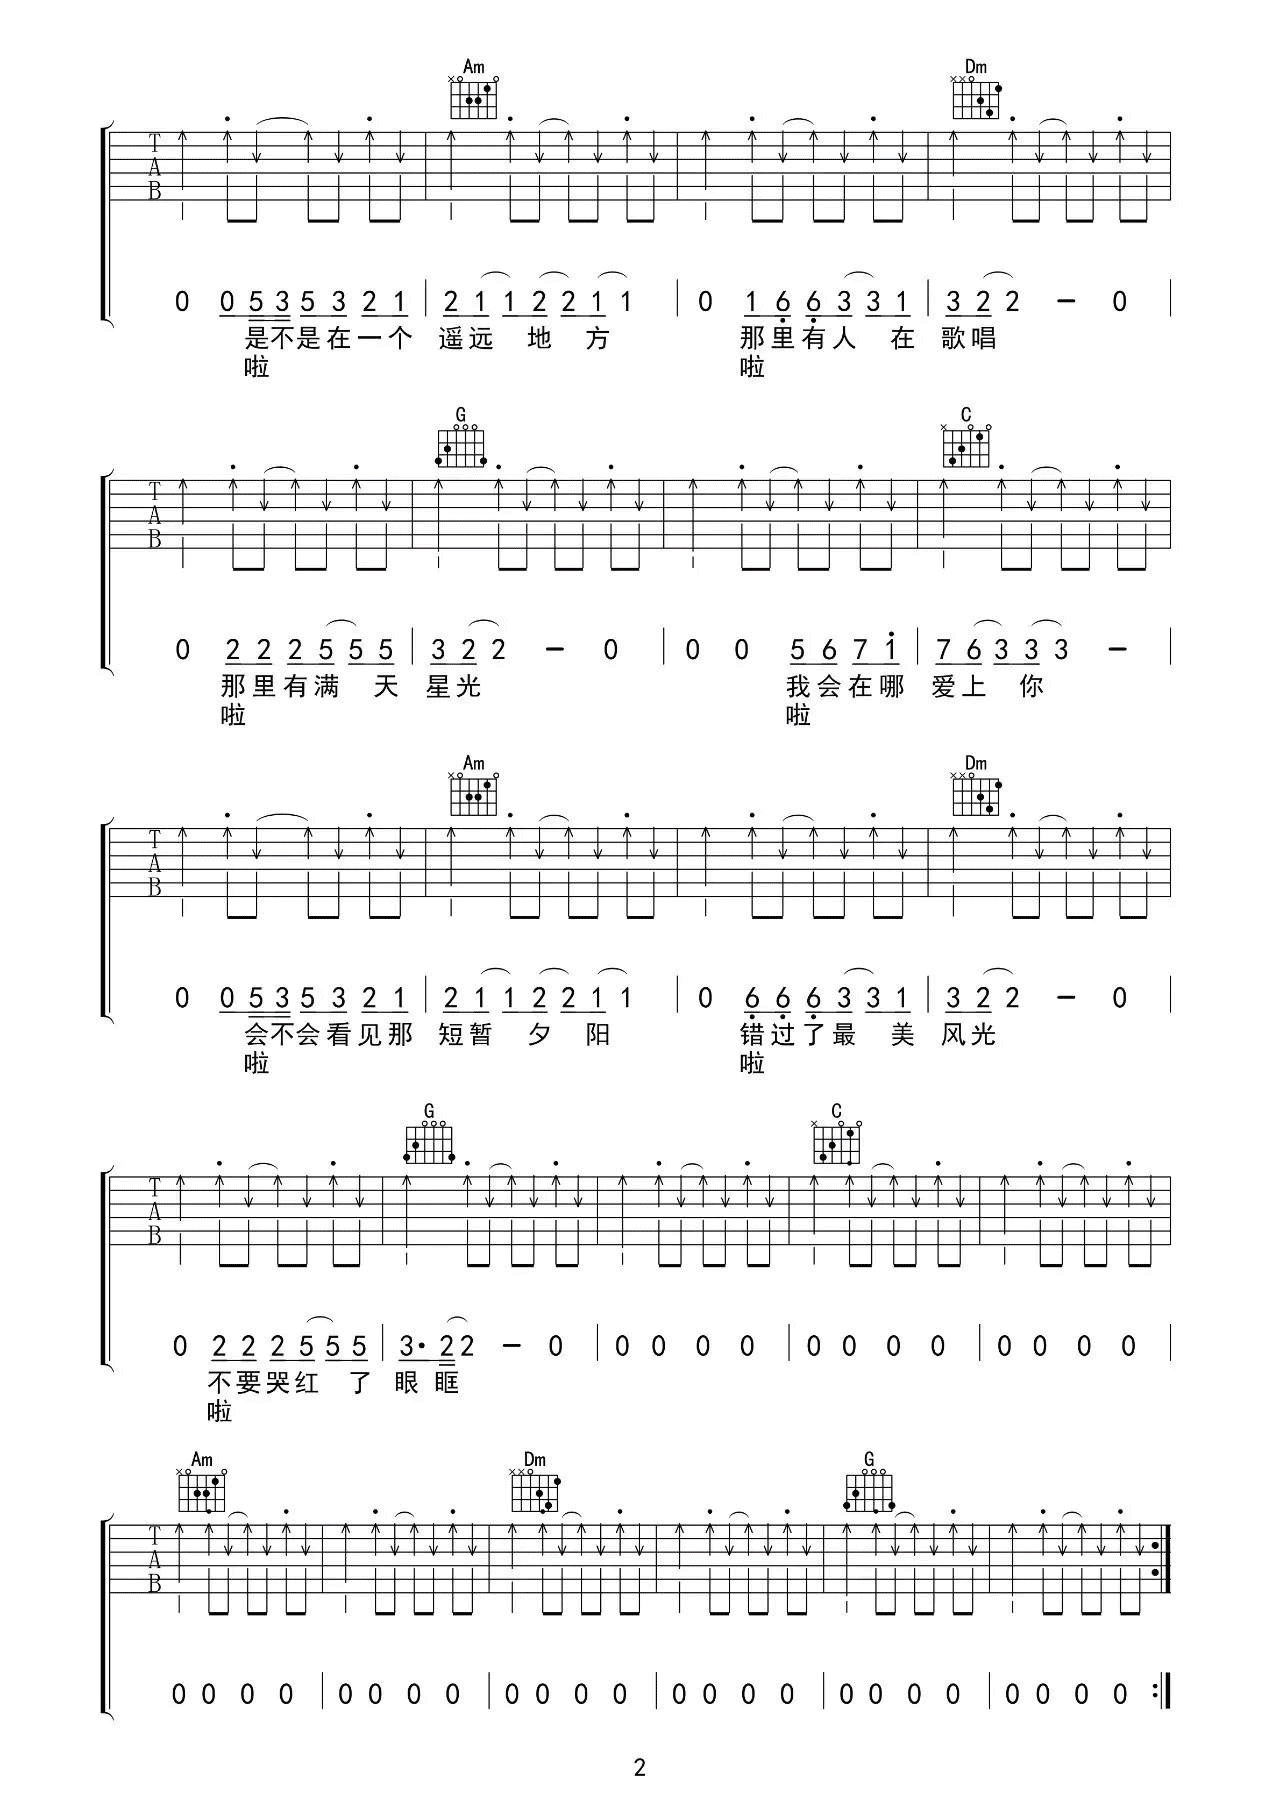 Am Dm
T
A
B
0 0 5 3 5 3 2 1 | 2 1 1 2 2 1 1 | 0 1 6 6 3 3 1 | 3 2 2 – 0
是不是在一个 遥远 地 方 那里有人 在 歌唱
啦 啦
G C
T
A
B
0 2 2 2 5 5 5 | 3 2 2 – 0 | 0 0 5 6 7 1 | 7 6 3 3 3 – |
那里有满 天 星光 我会在哪 爱上 你
啦 啦
Am Dm
T
A
B
0 0 5 3 5 3 2 1 | 2 1 1 2 2 1 1 | 0 6 6 6 3 3 1 | 3 2 2 – 0
会不会看见那 短暂 夕 阳 错过了最 美 风光
啦 啦
G C
T
A
B
0 2 2 2 5 5 5 | 3· 2 2 – 0 | 0 0 0 0 | 0 0 0 0 | 0 0 0 0
不要哭红 了 眼 眶
啦
Am Dm G
T
A
B
0 0 0 0 | 0 0 0 0 | 0 0 0 0 | 0 0 0 0 | 0 0 0 0 | 0 0 0 0 :|
2